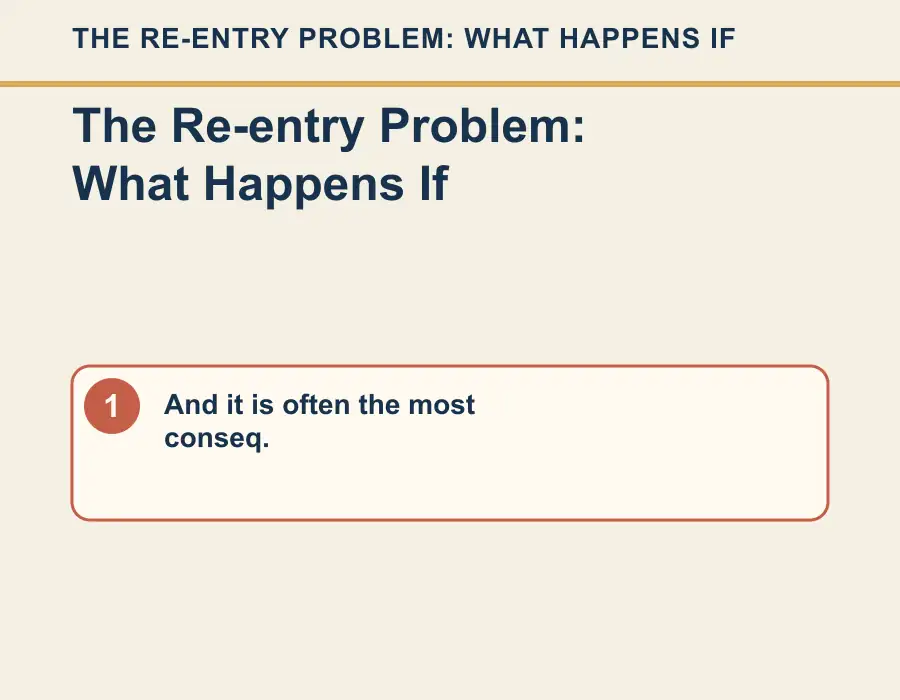 THE RE-ENTRY PROBLEM: WHAT HAPPENS IF
The Re-entry Problem:
What Happens If
1
And it is often the most
conseq.